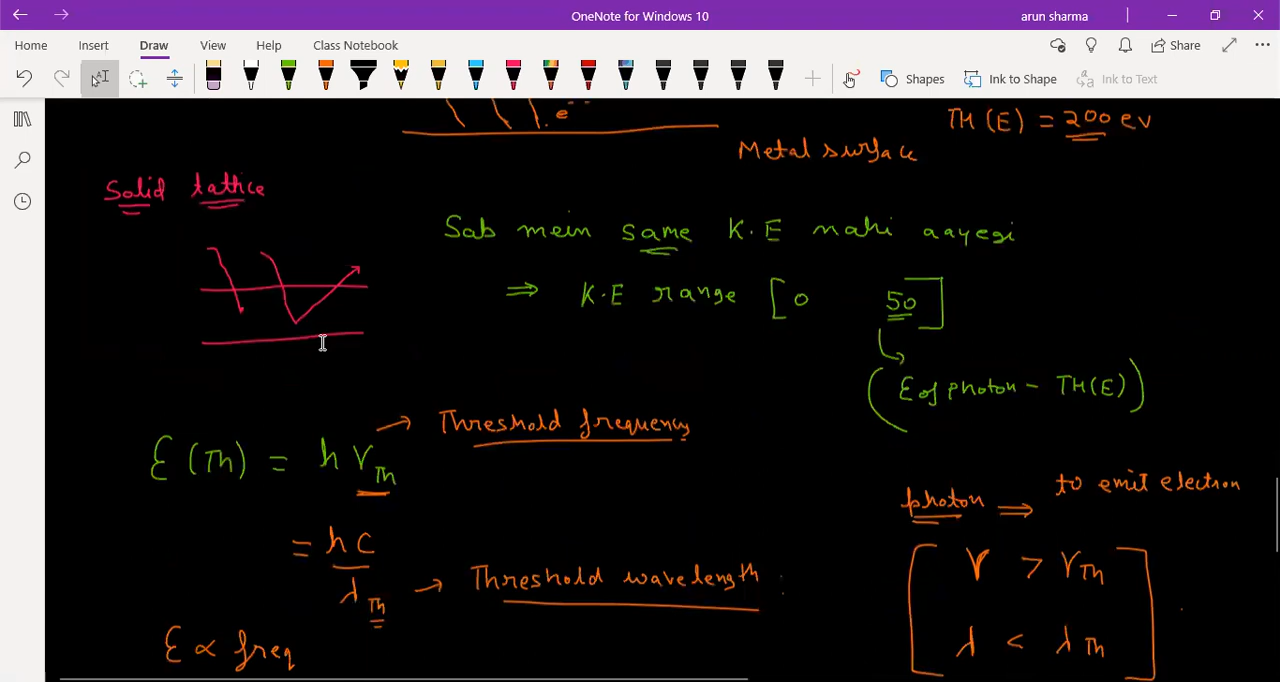 OneNote for Windows 10
arun sharma
Home Insert Draw View Help Class Notebook
Share
Shapes Ink to Shape Ink to Text
e
TH(E) = 200 ev
Metal surface
Solid lattice
Sab mein same K.E nahi aayegi
⇒ K.E range [0 50]
(E of photon - TH(E))
E(Th) = hν_Th → Threshold frequency
= hC/λ_Th → Threshold wavelength
E ∝ freq
photon ⇒ to emit electron
ν > ν_Th
λ < λ_Th